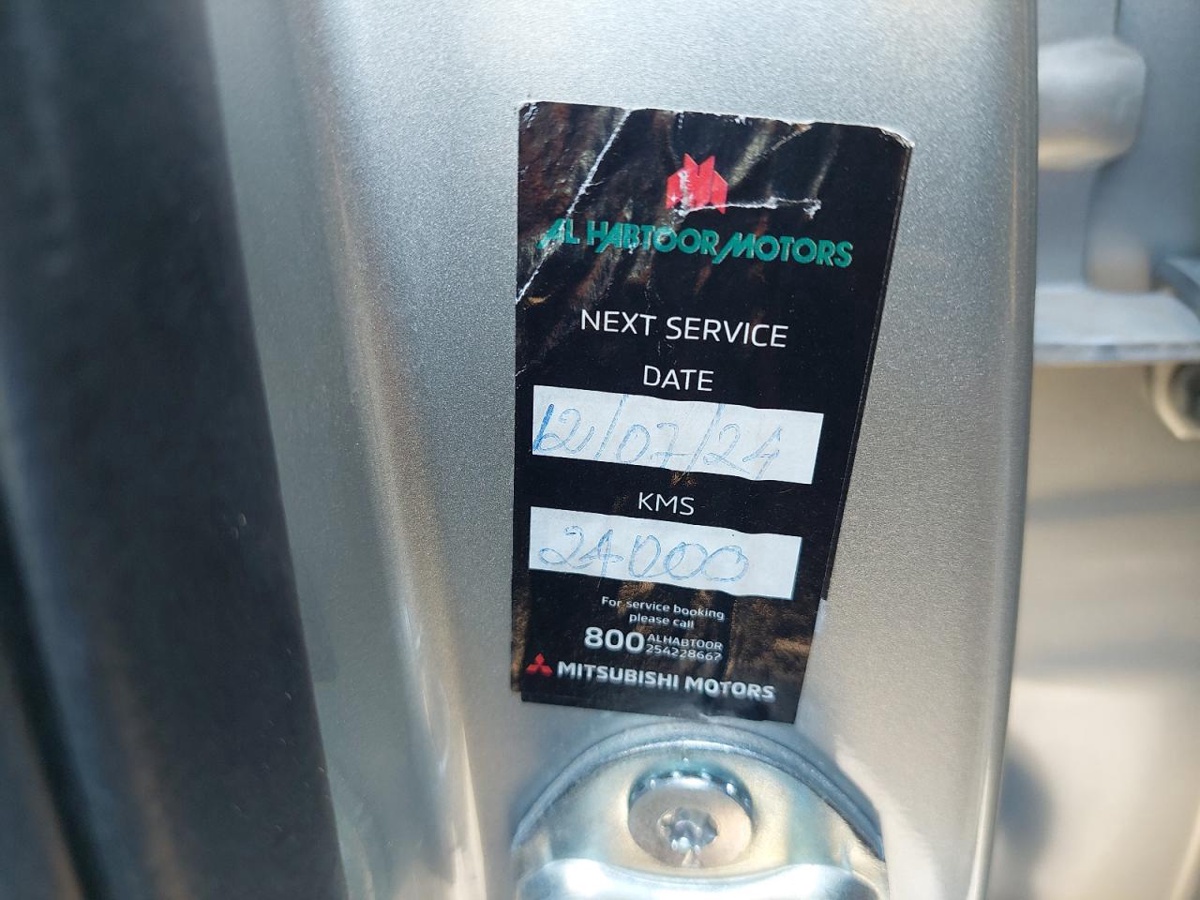 AL HABTOOR MOTORS
NEXT SERVICE
DATE
12/07/24
KMS
24000
For service booking
please call
800 ALHABTOOR
254228667
MITSUBISHI MOTORS